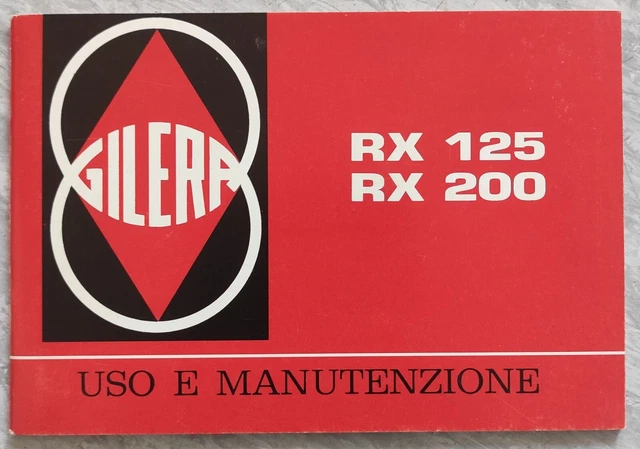 GILERA
RX 125
RX 200
USO E MANUTENZIONE